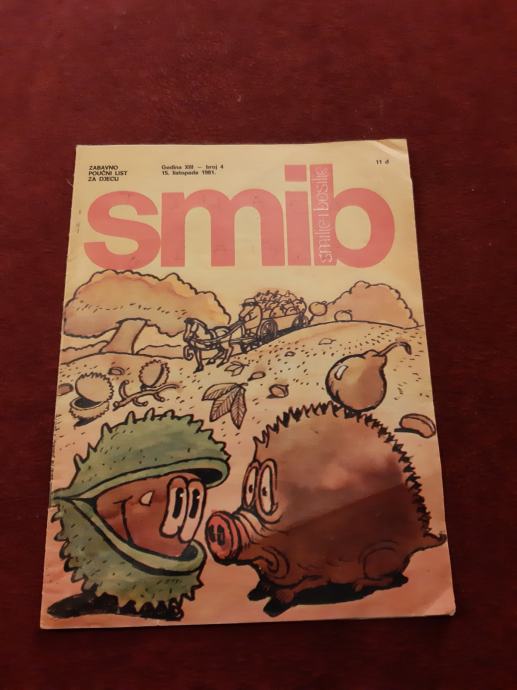 ZABAVNO
POUČNI LIST
ZA DJECU
Godina XIII — broj 4
15. listopada 1981.
11 d
smib
smilje i bosilje